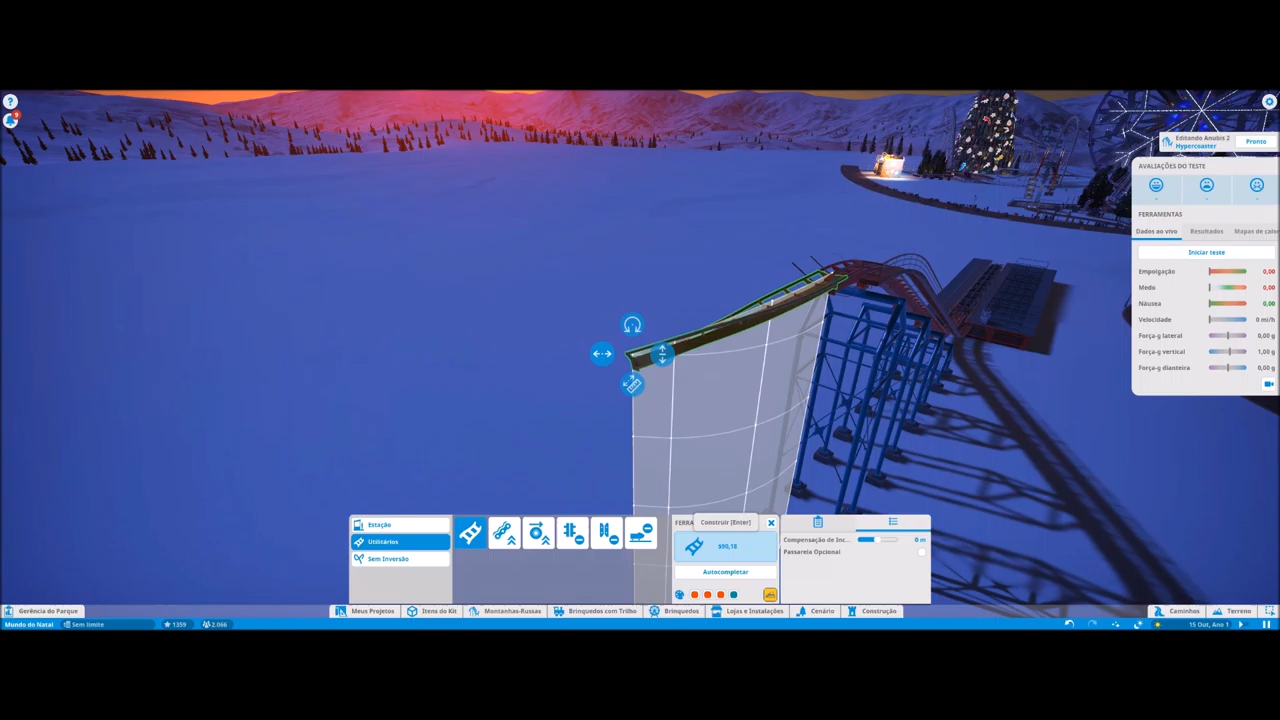 ?
9
Editando Anubis 2
Hypercoaster
Pronto
AVALIAÇÕES DO TESTE
- - -
FERRAMENTAS
Dados ao vivo Resultados Mapas de calo
Iniciar teste
Empolgação 0,00
Medo 0,00
Náusea 0,00
Velocidade 0 mi/h
Força-g lateral 0,00 g
Força-g vertical 1,00 g
Força-g dianteira 0,00 g
Estação
Utilitários
Sem Inversão
FERRA
Construir [Enter]
$90,18
Autocompletar
Compensação de Inc... 0 m
Passarela Opcional
Gerência do Parque
Meus Projetos
Itens do Kit
Montanhas-Russas
Brinquedos com Trilho
Brinquedos
Lojas e Instalações
Cenário
Construção
Caminhos
Terreno
Mundo do Natal
Sem limite
1359
2.066
15 Out, Ano 1